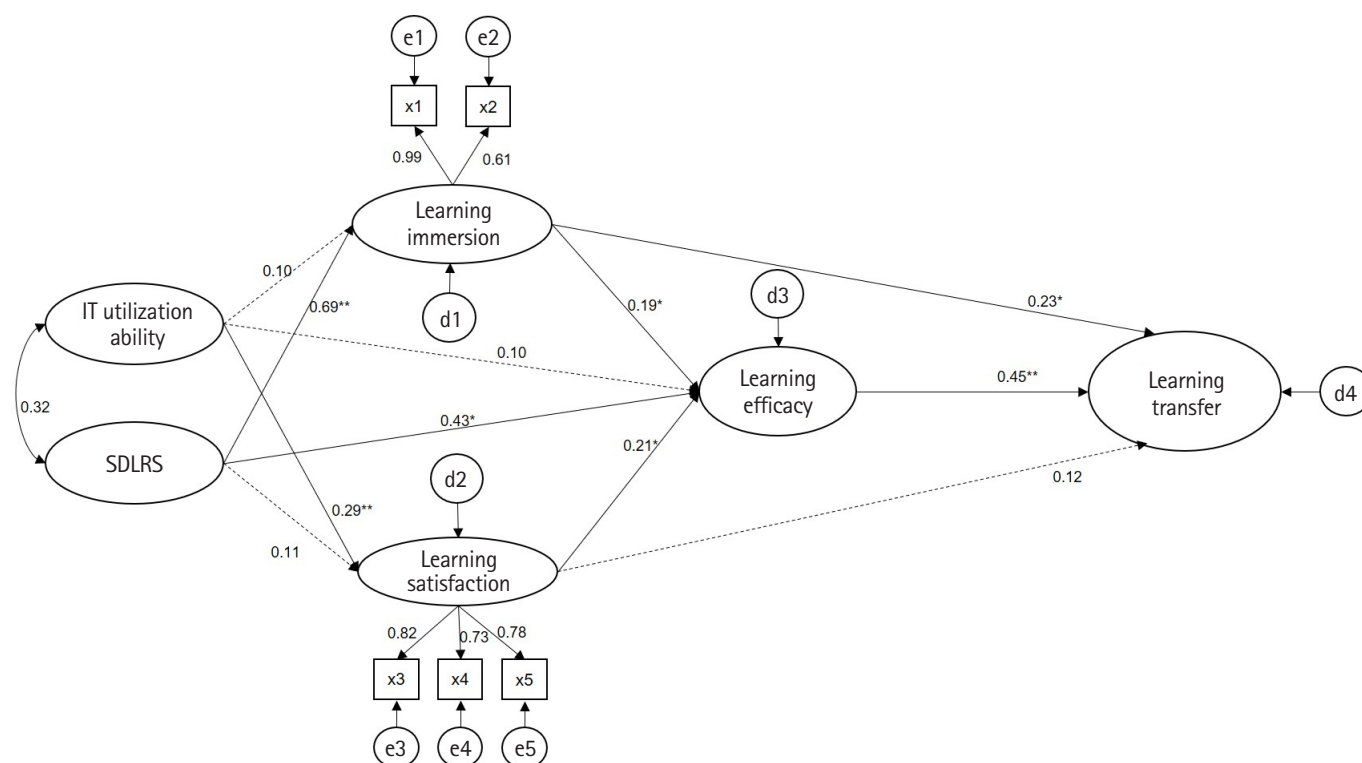 e1
e2
x1
x2
0.99
0.61
Learning
immersion
0.10
0.69**
d1
d3
0.19*
0.23*
IT utilization
ability
0.10
0.32
Learning
efficacy
0.45**
Learning
transfer
d4
SDLRS
0.43*
0.21*
d2
0.12
0.29**
0.11
Learning
satisfaction
0.82
0.73
0.78
x3
x4
x5
e3
e4
e5